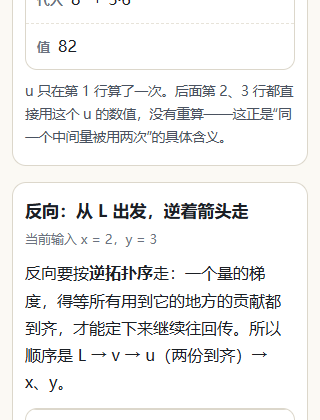 值 82
u 只在第 1 行算了一次。后面第 2、3 行都直
接用这个 u 的数值，没有重算——这正是“同
一个中间量被用两次”的具体含义。
反向：从 L 出发，逆着箭头走
当前输入 x = 2，y = 3
反向要按逆拓扑序走：一个量的梯
度，得等所有用到它的地方的贡献都
到齐，才能定下来继续往回传。所以
顺序是 L → v → u（两份到齐）→
x、y。